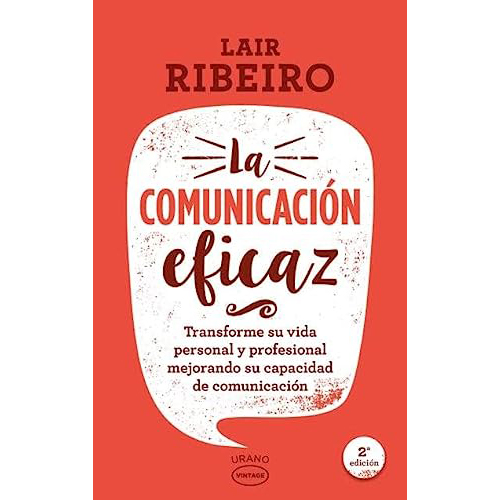 LAIR
RIBEIRO
La
COMUNICACIÓN
eficaz
Transforme su vida
personal y profesional
mejorando su capacidad
de comunicación
2ª
edición
URANO
VINTAGE